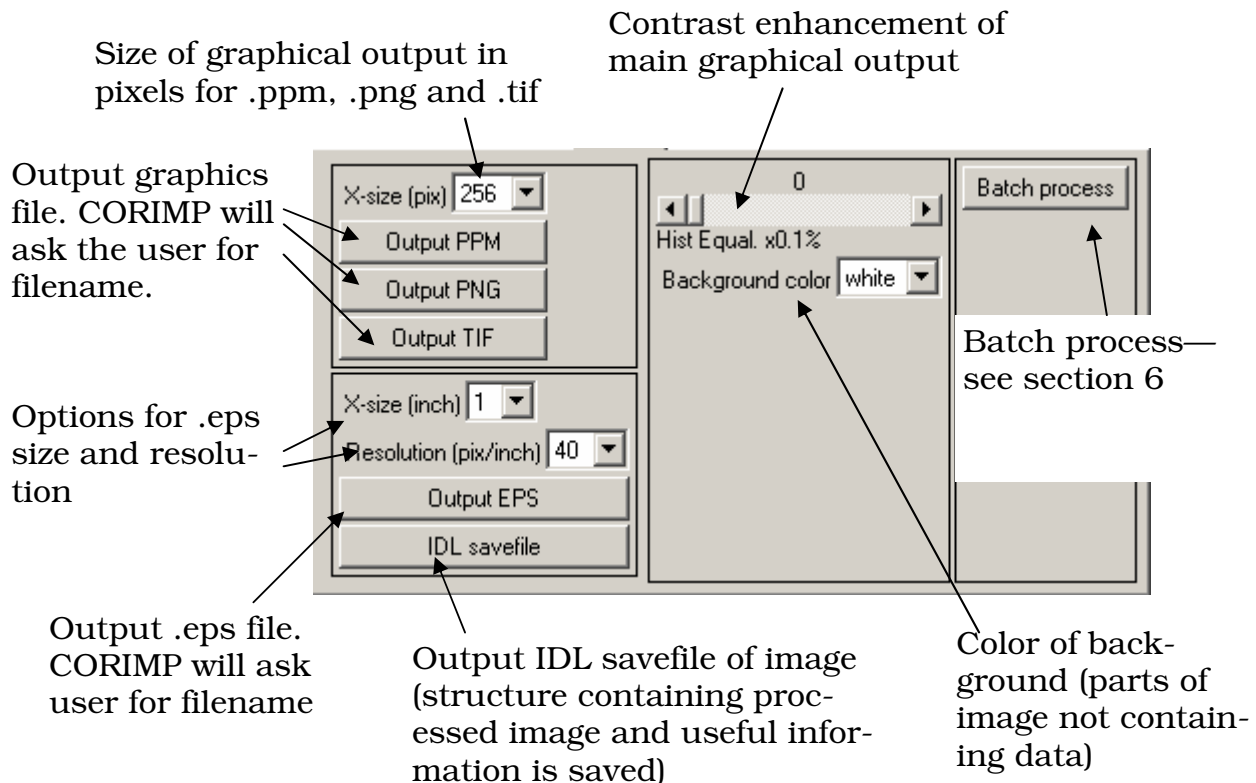 Contrast enhancement of
main graphical output
Size of graphical output in
pixels for .ppm, .png and .tif
Output graphics
file. CORIMP will
ask the user for
filename.
X-size (pix) 256
Output PPM
Output PNG
Output TIF
0
Hist Equal. x0.1%
Background color white
Batch process
Batch process—
see section 6
Options for .eps
size and resolu-
tion
X-size (inch) 1
Resolution (pix/inch) 40
Output EPS
IDL savefile
Output .eps file.
CORIMP will ask
user for filename
Output IDL savefile of image
(structure containing proc-
essed image and useful infor-
mation is saved)
Color of back-
ground (parts of
image not contain-
ing data)